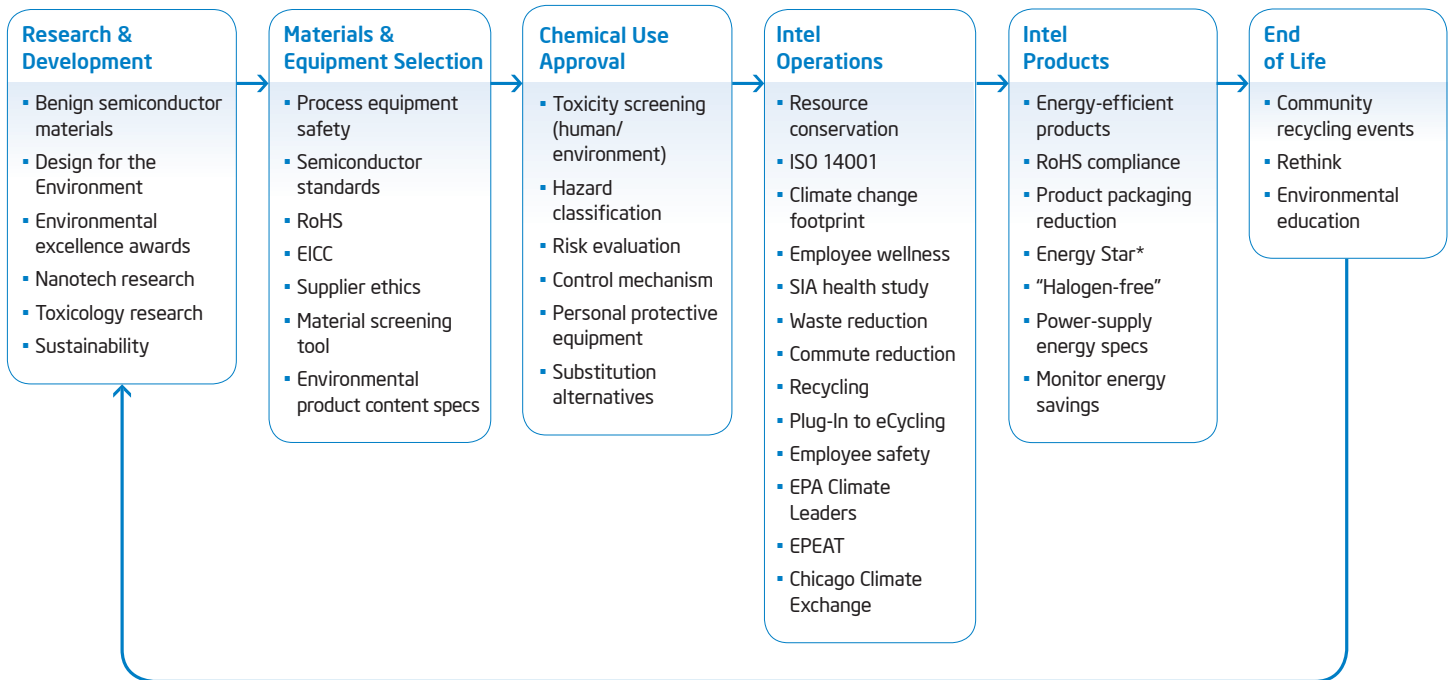 Research &
Development
▪ Benign semiconductor
materials
▪ Design for the
Environment
▪ Environmental
excellence awards
▪ Nanotech research
▪ Toxicology research
▪ Sustainability
Materials &
Equipment Selection
▪ Process equipment
safety
▪ Semiconductor
standards
▪ RoHS
▪ EICC
▪ Supplier ethics
▪ Material screening
tool
▪ Environmental
product content specs
Chemical Use
Approval
▪ Toxicity screening
(human/
environment)
▪ Hazard
classification
▪ Risk evaluation
▪ Control mechanism
▪ Personal protective
equipment
▪ Substitution
alternatives
Intel
Operations
▪ Resource
conservation
▪ ISO 14001
▪ Climate change
footprint
▪ Employee wellness
▪ SIA health study
▪ Waste reduction
▪ Commute reduction
▪ Recycling
▪ Plug-In to eCycling
▪ Employee safety
▪ EPA Climate
Leaders
▪ EPEAT
▪ Chicago Climate
Exchange
Intel
Products
▪ Energy-efficient
products
▪ RoHS compliance
▪ Product packaging
reduction
▪ Energy Star*
▪ “Halogen-free”
▪ Power-supply
energy specs
▪ Monitor energy
savings
End
of Life
▪ Community
recycling events
▪ Rethink
▪ Environmental
education